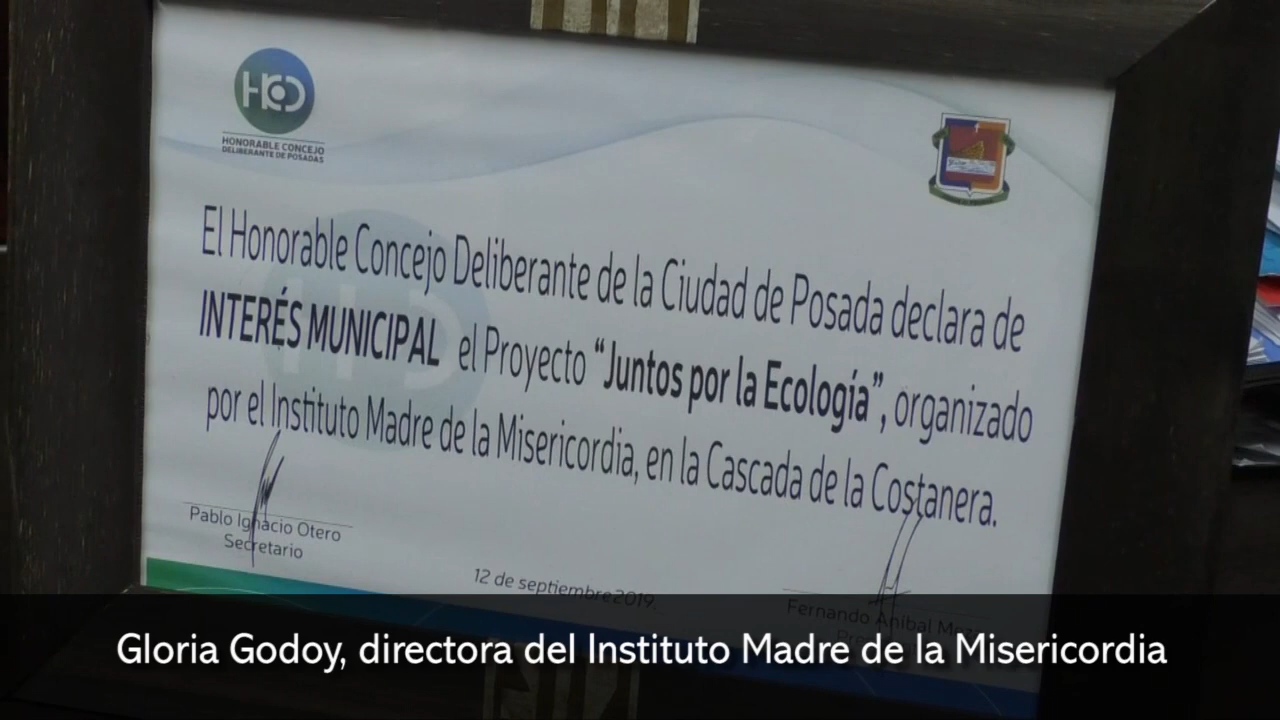 HCD
HONORABLE CONCEJO
DELIBERANTE DE POSADAS
El Honorable Concejo Deliberante de la Ciudad de Posada declara de
INTERÉS MUNICIPAL el Proyecto “Juntos por la Ecología”, organizado
por el Instituto Madre de la Misericordia, en la Cascada de la Costanera.
Pablo Ignacio Otero
Secretario
12 de septiembre 2019.
Fernando Anibal
Gloria Godoy, directora del Instituto Madre de la Misericordia